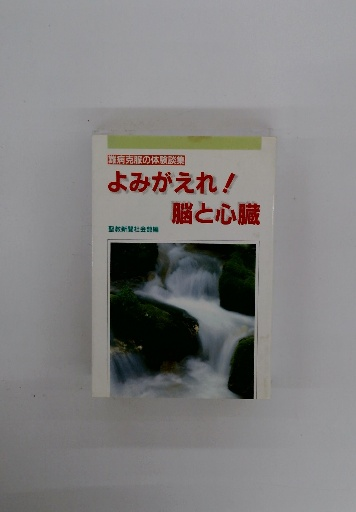 難病克服の体験談集
よみがえれ!
脳と心臓
聖教新聞社会部編